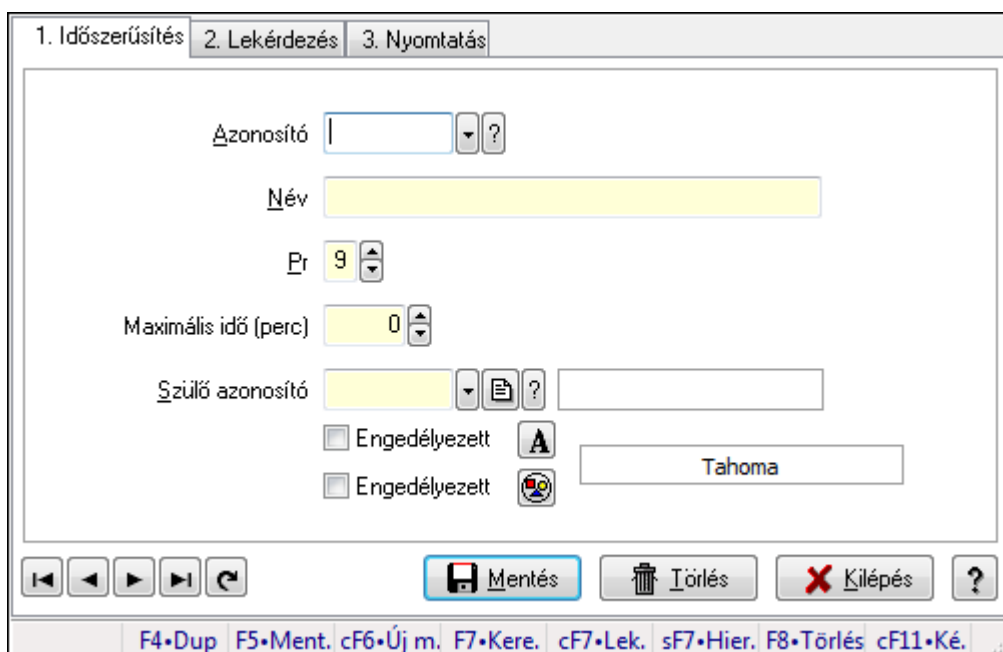 1. Időszerűsítés 2. Lekérdezés 3. Nyomtatás
Azonosító ?
Név
Pr 9
Maximális idő (perc) 0
Szülő azonosító ?
Engedélyezett A
Tahoma
Engedélyezett
Mentés Törlés Kilépés ?
F4•Dup F5•Ment. cF6•Új m. F7•Kere. cF7•Lek. sF7•Hier. F8•Törlés cF11•Ké.